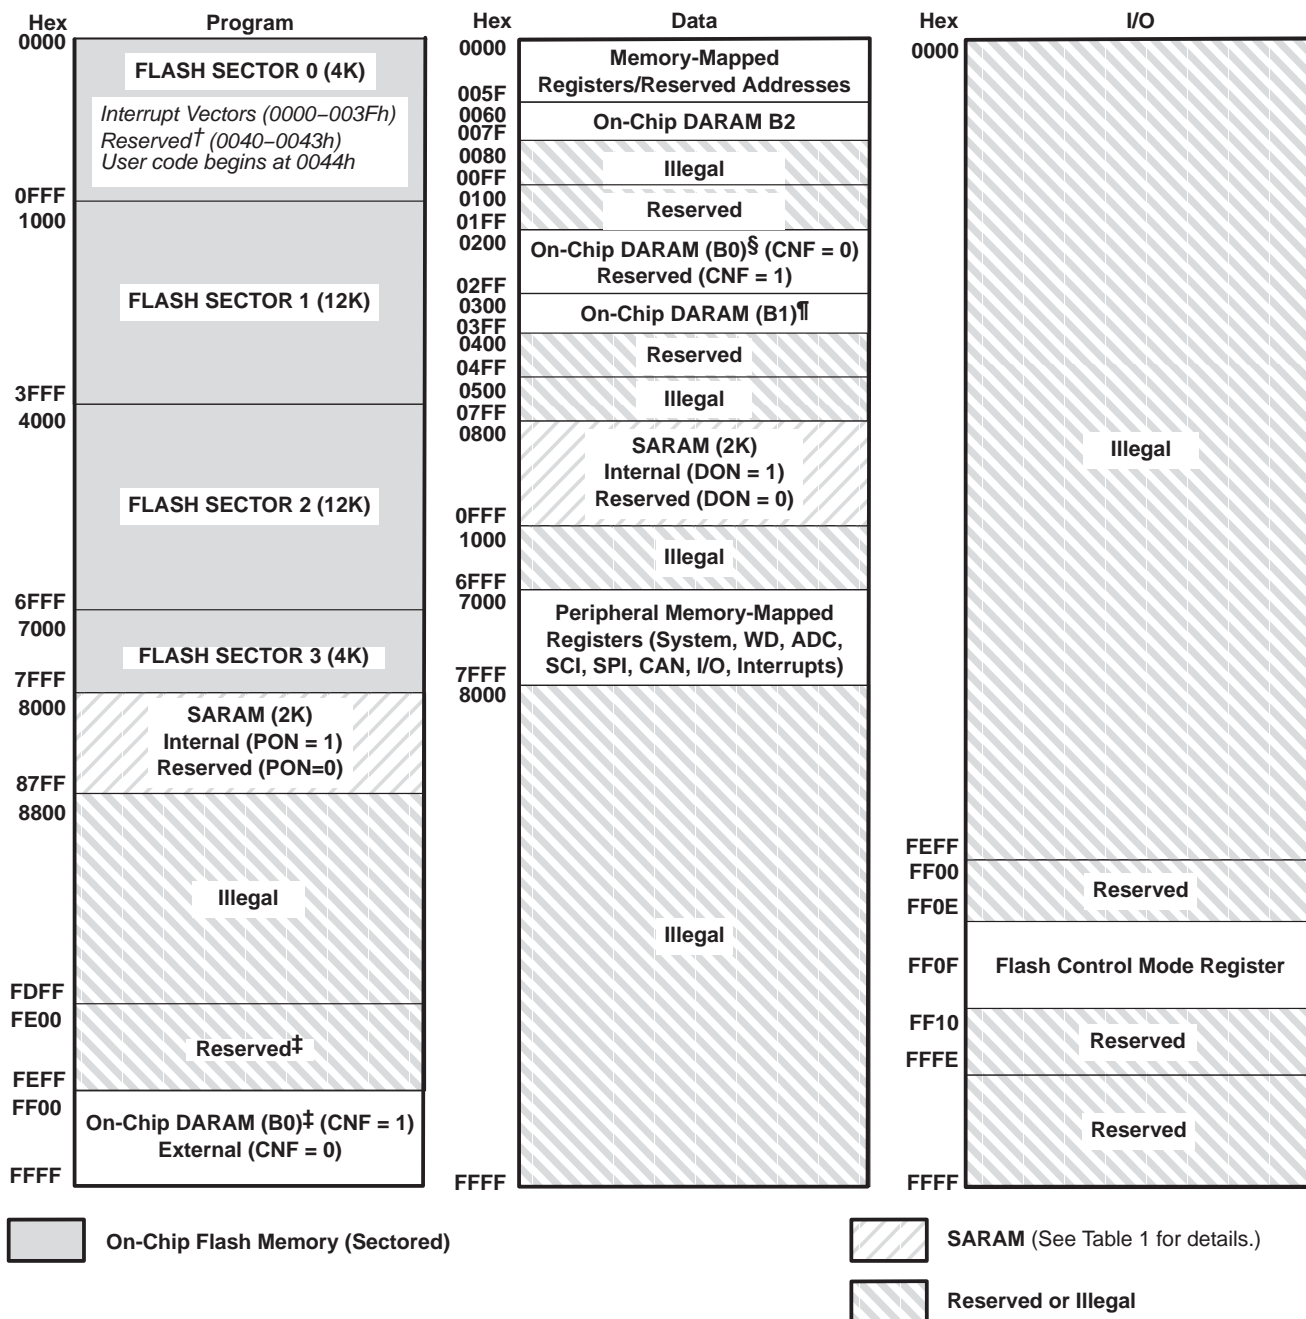 Hex Program
0000
FLASH SECTOR 0 (4K)
Interrupt Vectors (0000–003Fh)
Reserved† (0040–0043h)
User code begins at 0044h
0FFF
1000
FLASH SECTOR 1 (12K)
3FFF
4000
FLASH SECTOR 2 (12K)
6FFF
7000
FLASH SECTOR 3 (4K)
7FFF
8000
SARAM (2K)
Internal (PON = 1)
Reserved (PON=0)
87FF
8800
Illegal
FDFF
FE00
Reserved‡
FEFF
FF00
On-Chip DARAM (B0)‡ (CNF = 1)
External (CNF = 0)
FFFF
Hex Data
0000
Memory-Mapped
Registers/Reserved Addresses
005F
0060
On-Chip DARAM B2
007F
0080
Illegal
00FF
0100
Reserved
01FF
0200
On-Chip DARAM (B0)§ (CNF = 0)
Reserved (CNF = 1)
02FF
0300
On-Chip DARAM (B1)¶
03FF
0400
Reserved
04FF
0500
Illegal
07FF
0800
SARAM (2K)
Internal (DON = 1)
Reserved (DON = 0)
0FFF
1000
Illegal
6FFF
7000
Peripheral Memory-Mapped
Registers (System, WD, ADC,
SCI, SPI, CAN, I/O, Interrupts)
7FFF
8000
Illegal
FFFF
Hex I/O
0000
Illegal
FEFF
FF00
Reserved
FF0E
FF0F Flash Control Mode Register
FF10
Reserved
FFFE
Reserved
FFFF
On-Chip Flash Memory (Sectored)
SARAM (See Table 1 for details.)
Reserved or Illegal